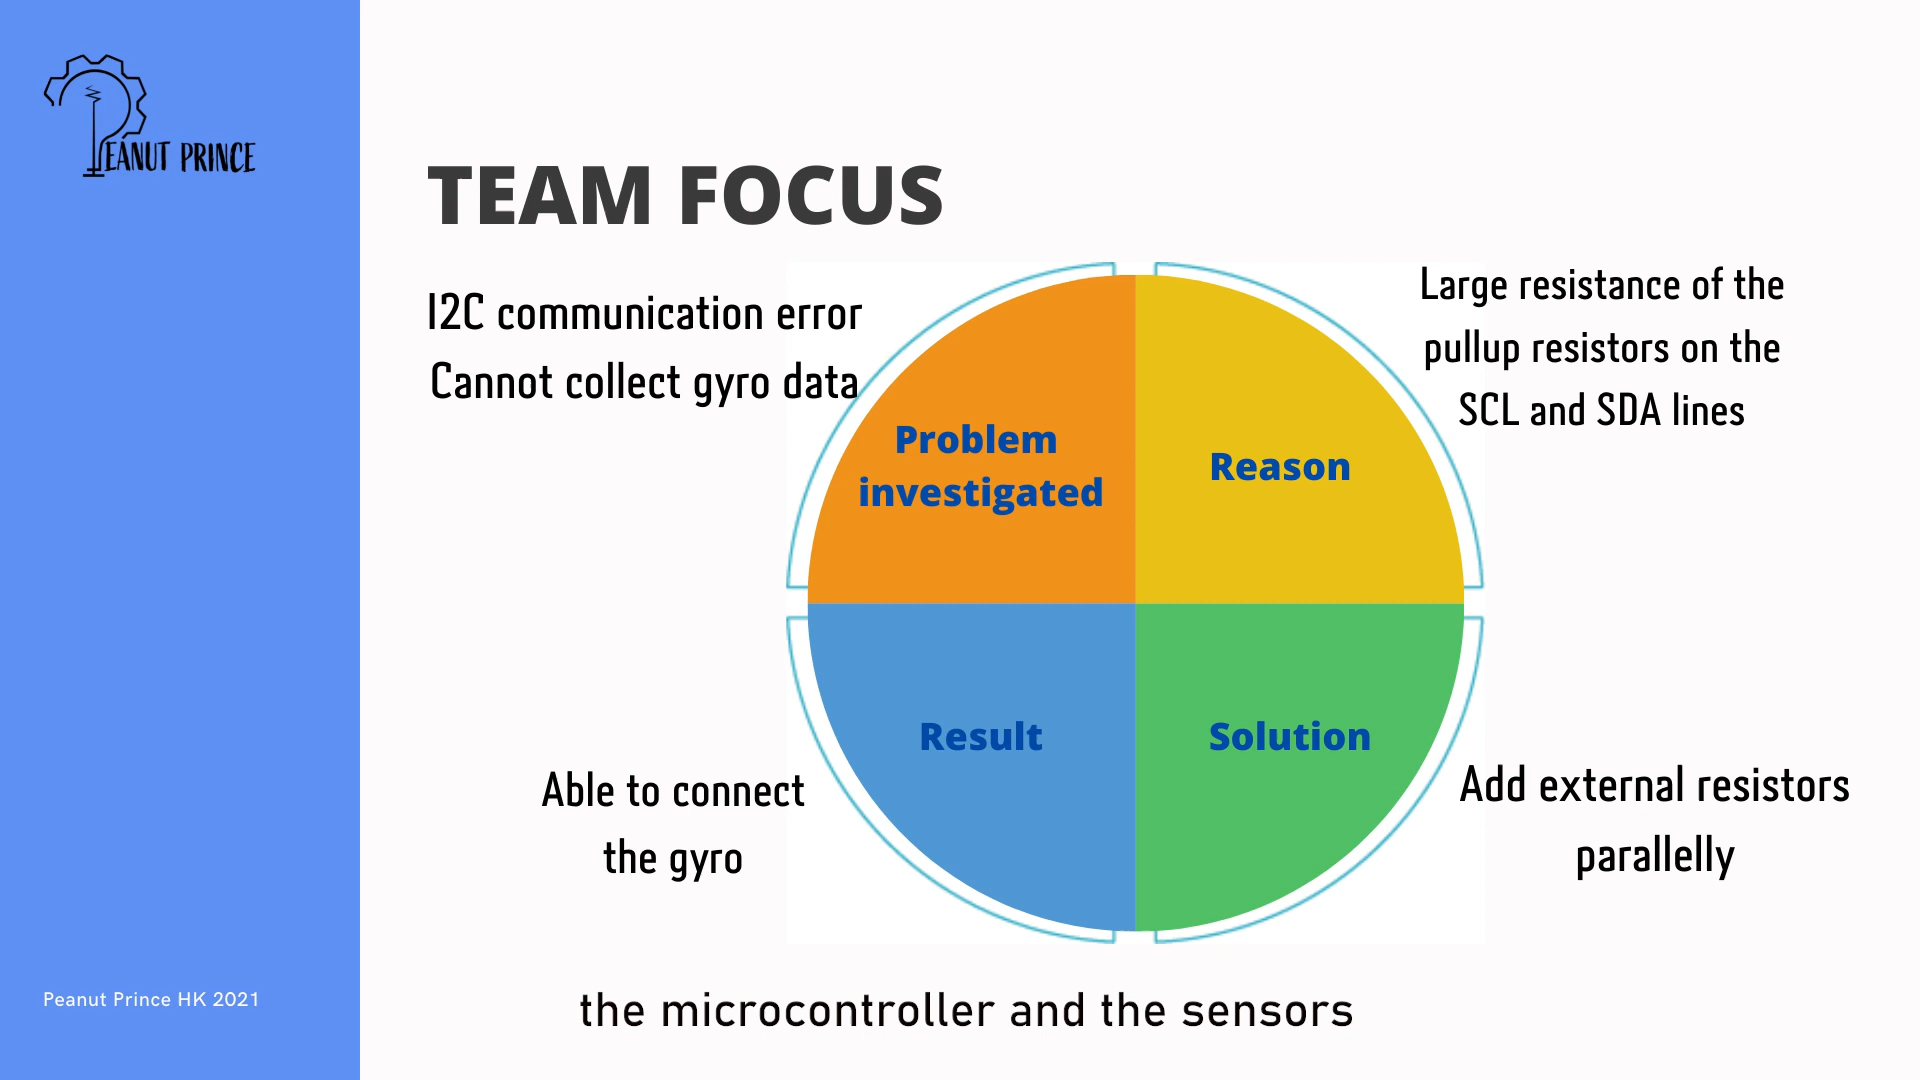 PEANUT PRINCE
TEAM FOCUS
I2C communication error
Cannot collect gyro data
Large resistance of the
pullup resistors on the
SCL and SDA lines
Problem
investigated
Reason
Result
Solution
Able to connect
the gyro
Add external resistors
parallelly
Peanut Prince HK 2021
the microcontroller and the sensors